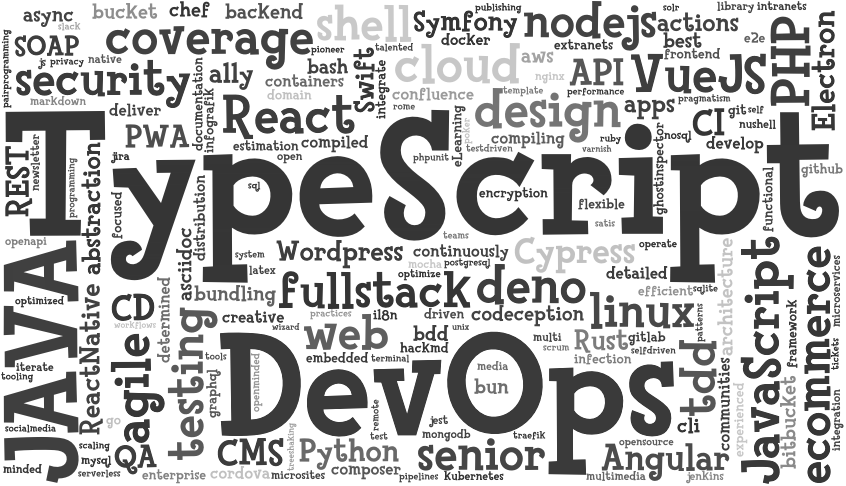 async
bucket
chef
backend
shell
Symfony
publishing
nodejs
solr
library
intranets
actions
slack
SOAP
coverage
pioneer
talented
docker
extranets
best
e2e
PHP
Electron
pairprogramming
js
privacy
native
security
ally
bash
Swift
integrate
cloud
aws
nginx
API
VueJS
frontend
markdown
documentation
infografik
containers
domain
confluence
template
performance
pragmatism
deliver
React
rome
eLearning
design
apps
CI
git
self
nushell
PWA
estimation
compiled
poker
compiling
testdriven
ruby
varnish
nosql
develop
REST
newsletter
programming
jira
open
phpunit
ghostinspector
functional
github
TypeScript
sql
encryption
flexible
satis
focused
distribution
abstraction
openapi
asciidoc
system
latex
teams
Wordpress
continuously
Cypress
operate
mocha
postgresql
optimize
detailed
architecture
JAVA
optimized
ReactNative
CD
workflows
determined
bundling
fullstack
deno
efficient
sqlite
JavaScript
ecommerce
microservices
creative
practices
i18n
driven
codeception
linux
patterns
framework
wizard
web
bdd
unix
multi
Rust
gitlab
hackmd
scrum
selfdriven
iterate
tooling
agile
testing
tools
graphql
openminded
embedded
terminal
infection
tdd
tickets
DevOps
media
bun
communities
experienced
bitbucket
integration
socialmedia
go
remote
test
jest
mongodb
traefik
cli
opensource
scaling
mysql
serverless
minded
QA
enterprise
cordova
CMS
microsites
treeshaking
Python
composer
pipelines
senior
Kubernetes
Angular
multimedia
jenkins